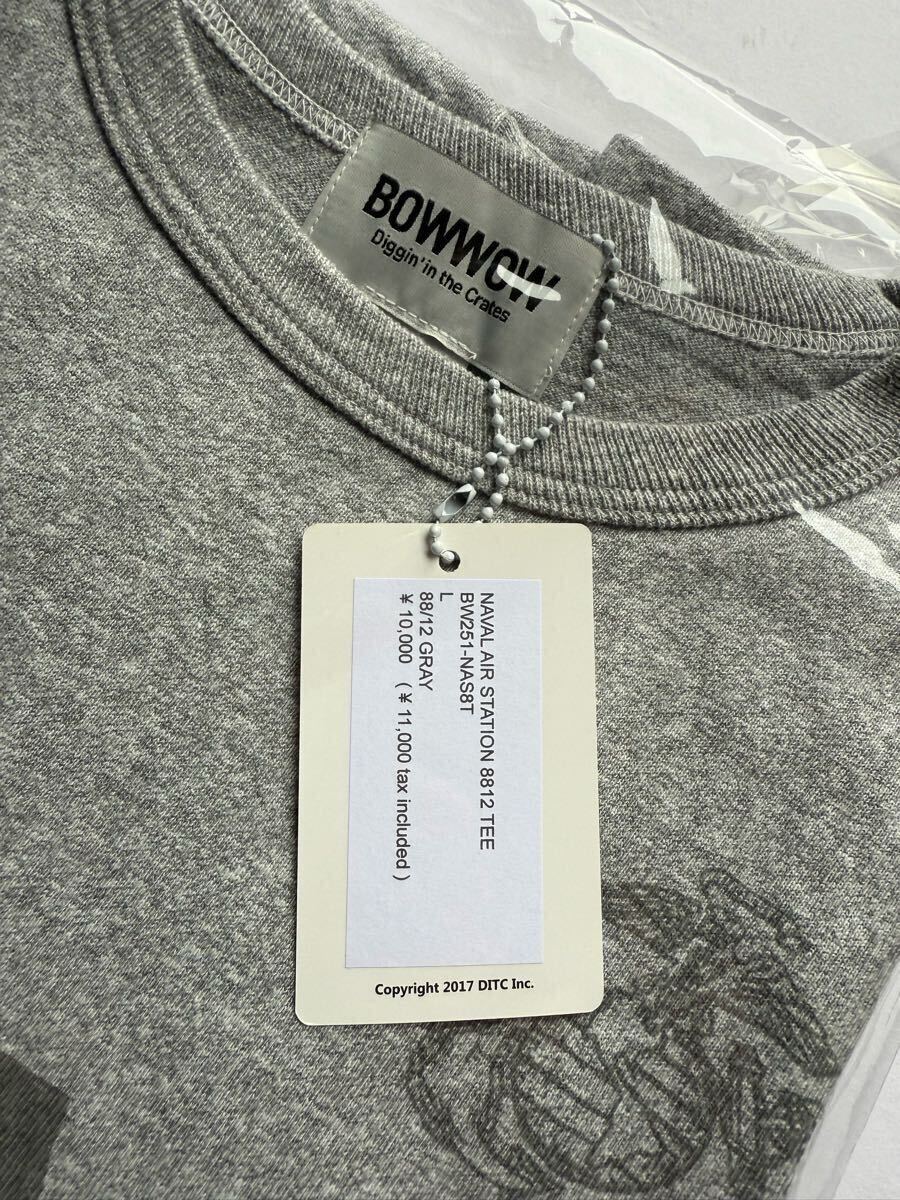 BOWWOW
Diggin' in the Crates
NAVAL AIR STATION 8812 TEE
BW251-NAS8T
L
88/12 GRAY
¥ 10,000 (¥ 11,000 tax included)
Copyright 2017 DITC Inc.